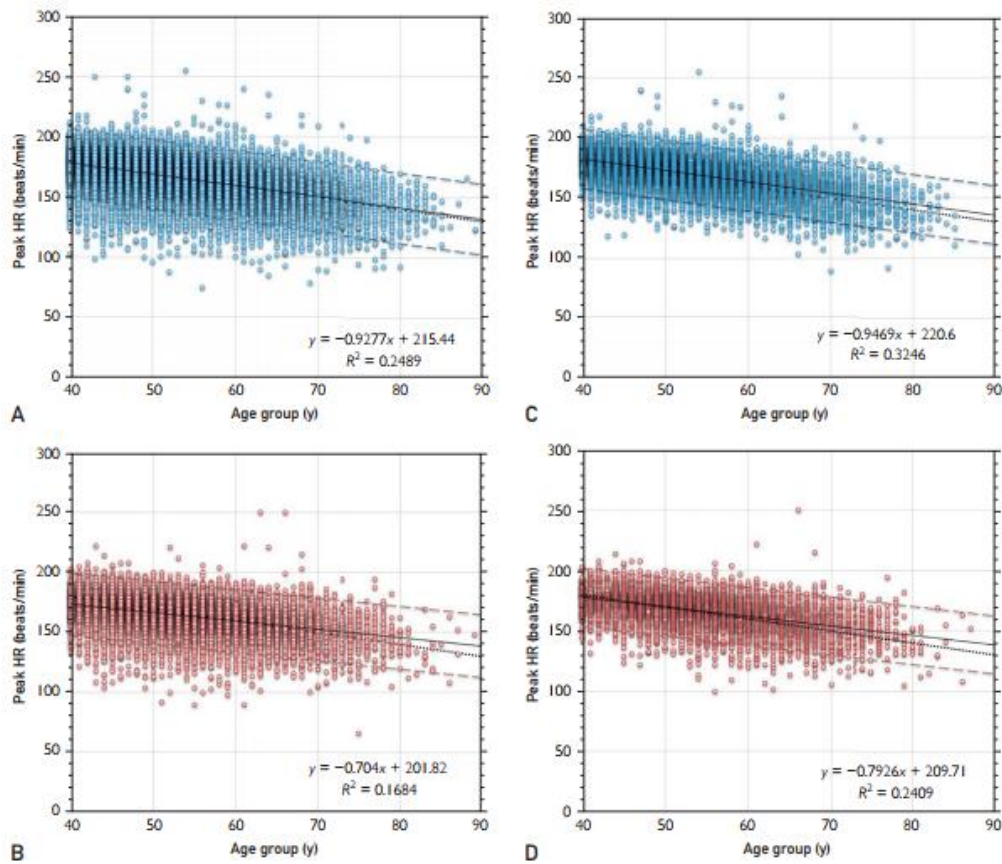 300
250
200
150
100
50
0
Peak HR (beats/min)
y = −0.9277x + 215.44
R² = 0.2489
40 50 60 70 80 90
Age group (y)
A
300
250
200
150
100
50
0
Peak HR (beats/min)
y = −0.9469x + 220.6
R² = 0.3246
40 50 60 70 80 90
Age group (y)
C
300
250
200
150
100
50
0
Peak HR (beats/min)
y = −0.704x + 201.82
R² = 0.1684
40 50 60 70 80 90
Age group (y)
B
300
250
200
150
100
50
0
Peak HR (beats/min)
y = −0.7926x + 209.71
R² = 0.2409
40 50 60 70 80 90
Age group (y)
D